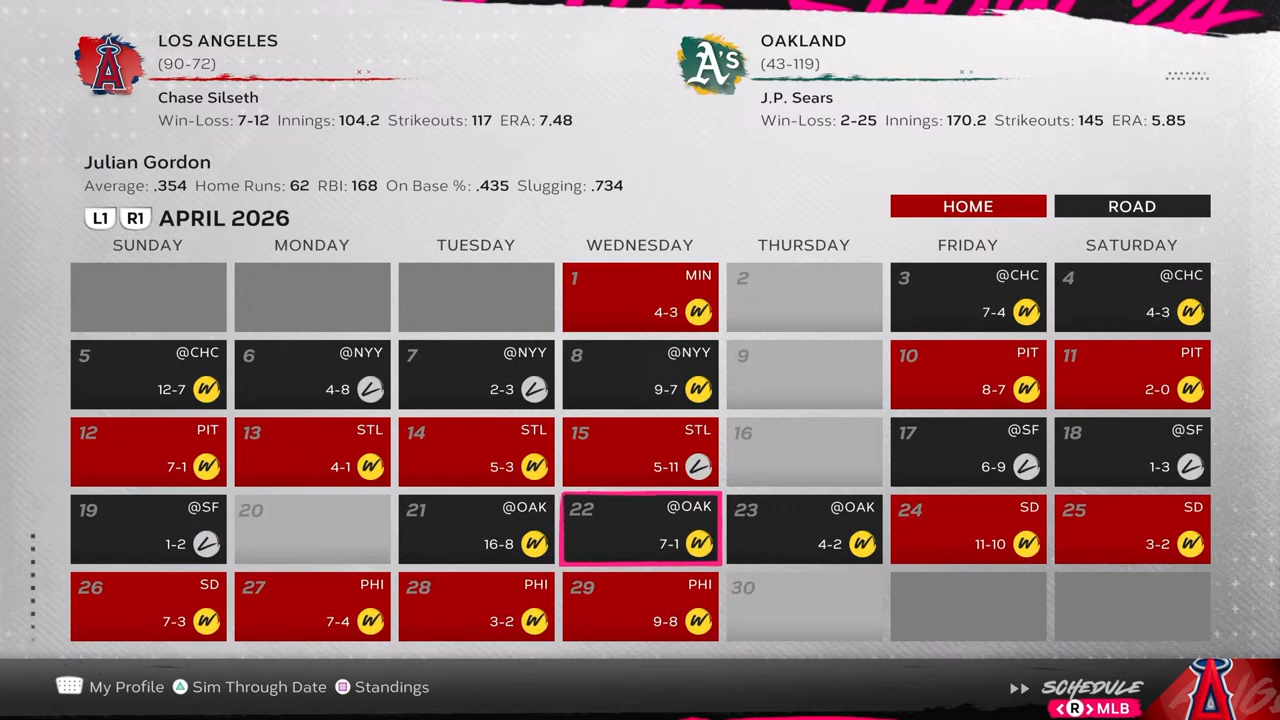 LOS ANGELES
(90-72)
Chase Silseth
Win-Loss: 7-12 Innings: 104.2 Strikeouts: 117 ERA: 7.48
A's
OAKLAND
(43-119)
J.P. Sears
Win-Loss: 2-25 Innings: 170.2 Strikeouts: 145 ERA: 5.85
Julian Gordon
Average: .354 Home Runs: 62 RBI: 168 On Base %: .435 Slugging: .734
L1 R1 APRIL 2026
HOME ROAD
SUNDAY MONDAY TUESDAY WEDNESDAY THURSDAY FRIDAY SATURDAY
1 MIN 2 3 @CHC 4 @CHC
4-3 W 7-4 W 4-3 W
5 @CHC 6 @NYY 7 @NYY 8 @NYY 9 10 PIT 11 PIT
12-7 W 4-8 L 2-3 L 9-7 W 8-7 W 2-0 W
12 PIT 13 STL 14 STL 15 STL 16 17 @SF 18 @SF
7-1 W 4-1 W 5-3 W 5-11 L 6-9 L 1-3 L
19 @SF 20 21 @OAK 22 @OAK 23 @OAK 24 SD 25 SD
1-2 L 16-8 W 7-1 W 4-2 W 11-10 W 3-2 W
26 SD 27 PHI 28 PHI 29 PHI 30
7-3 W 7-4 W 3-2 W 9-8 W
My Profile Sim Through Date Standings
SCHEDULE
R MLB
A